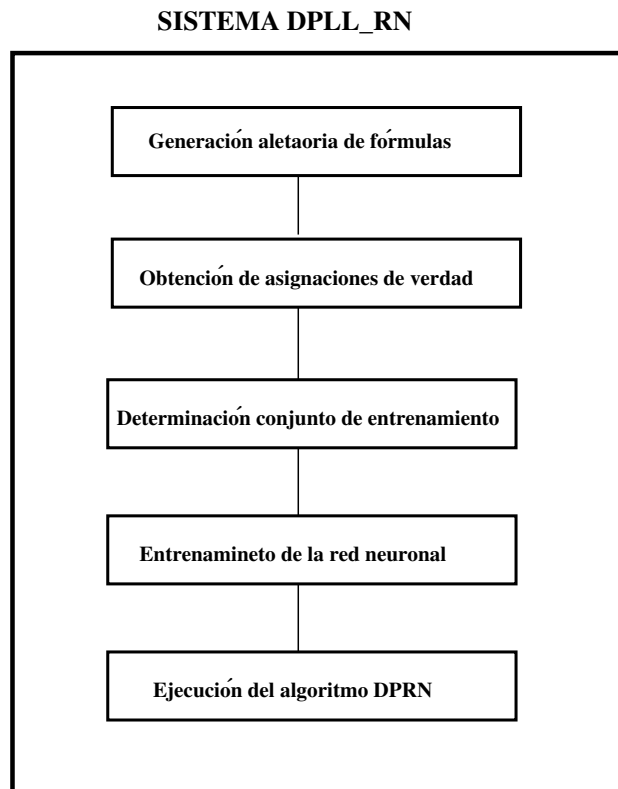 SISTEMA DPLL_RN
Generación aletaoria de fórmulas
Obtención de asignaciones de verdad
Determinación conjunto de entrenamiento
Entrenamineto de la red neuronal
Ejecución del algoritmo DPRN